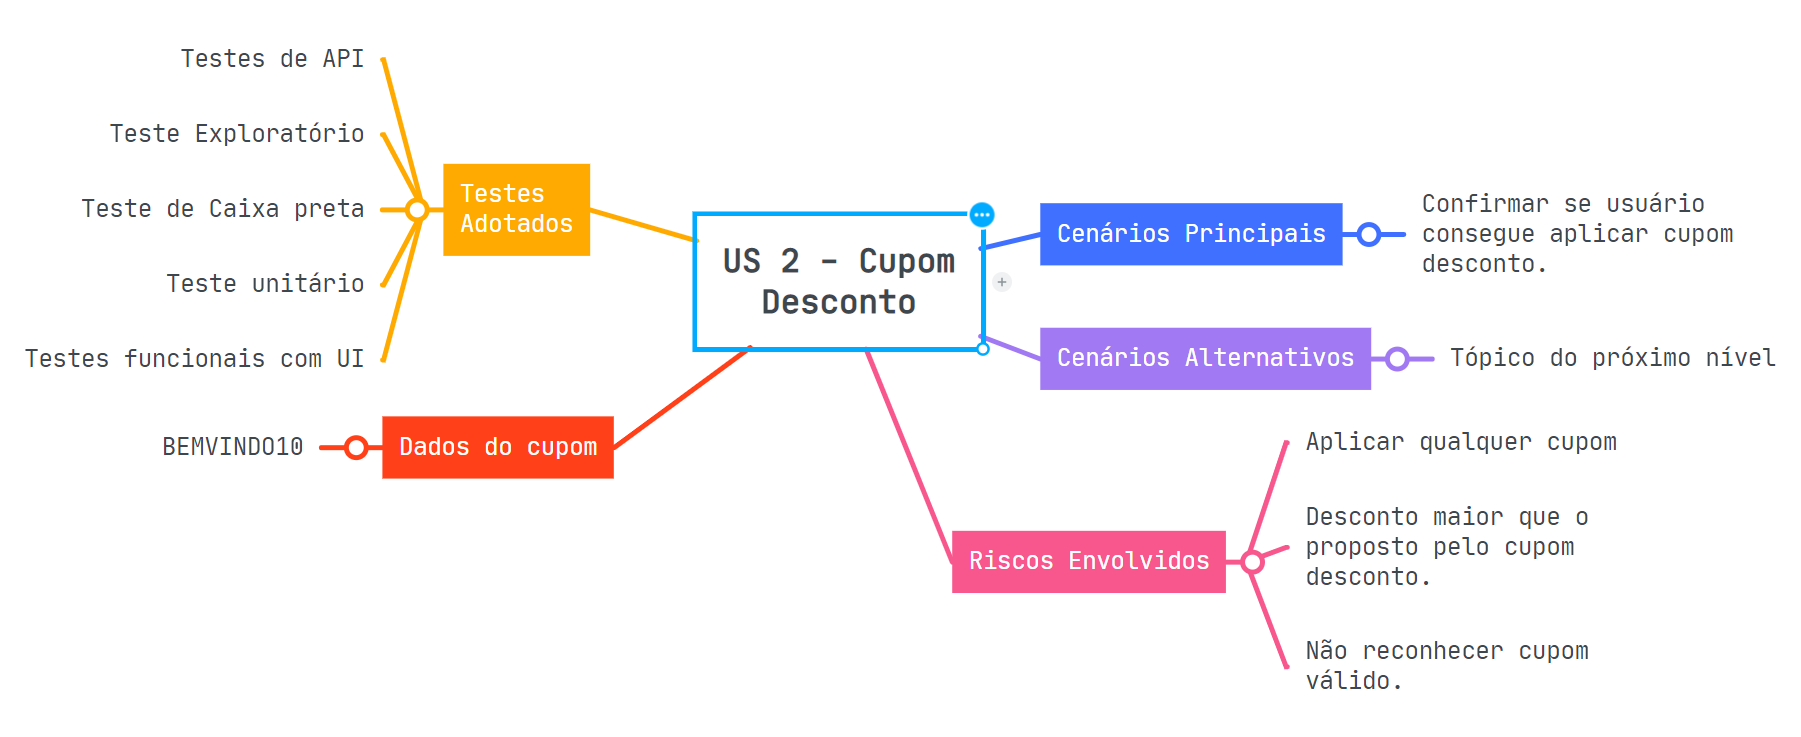 US 2 - Cupom
Desconto
Testes
Adotados
Testes de API
Teste Exploratório
Teste de Caixa preta
Teste unitário
Testes funcionais com UI
Dados do cupom
BEMVINDO10
Cenários Principais
Confirmar se usuário
consegue aplicar cupom
desconto.
Cenários Alternativos
Tópico do próximo nível
Riscos Envolvidos
Aplicar qualquer cupom
Desconto maior que o
proposto pelo cupom
desconto.
Não reconhecer cupom
válido.